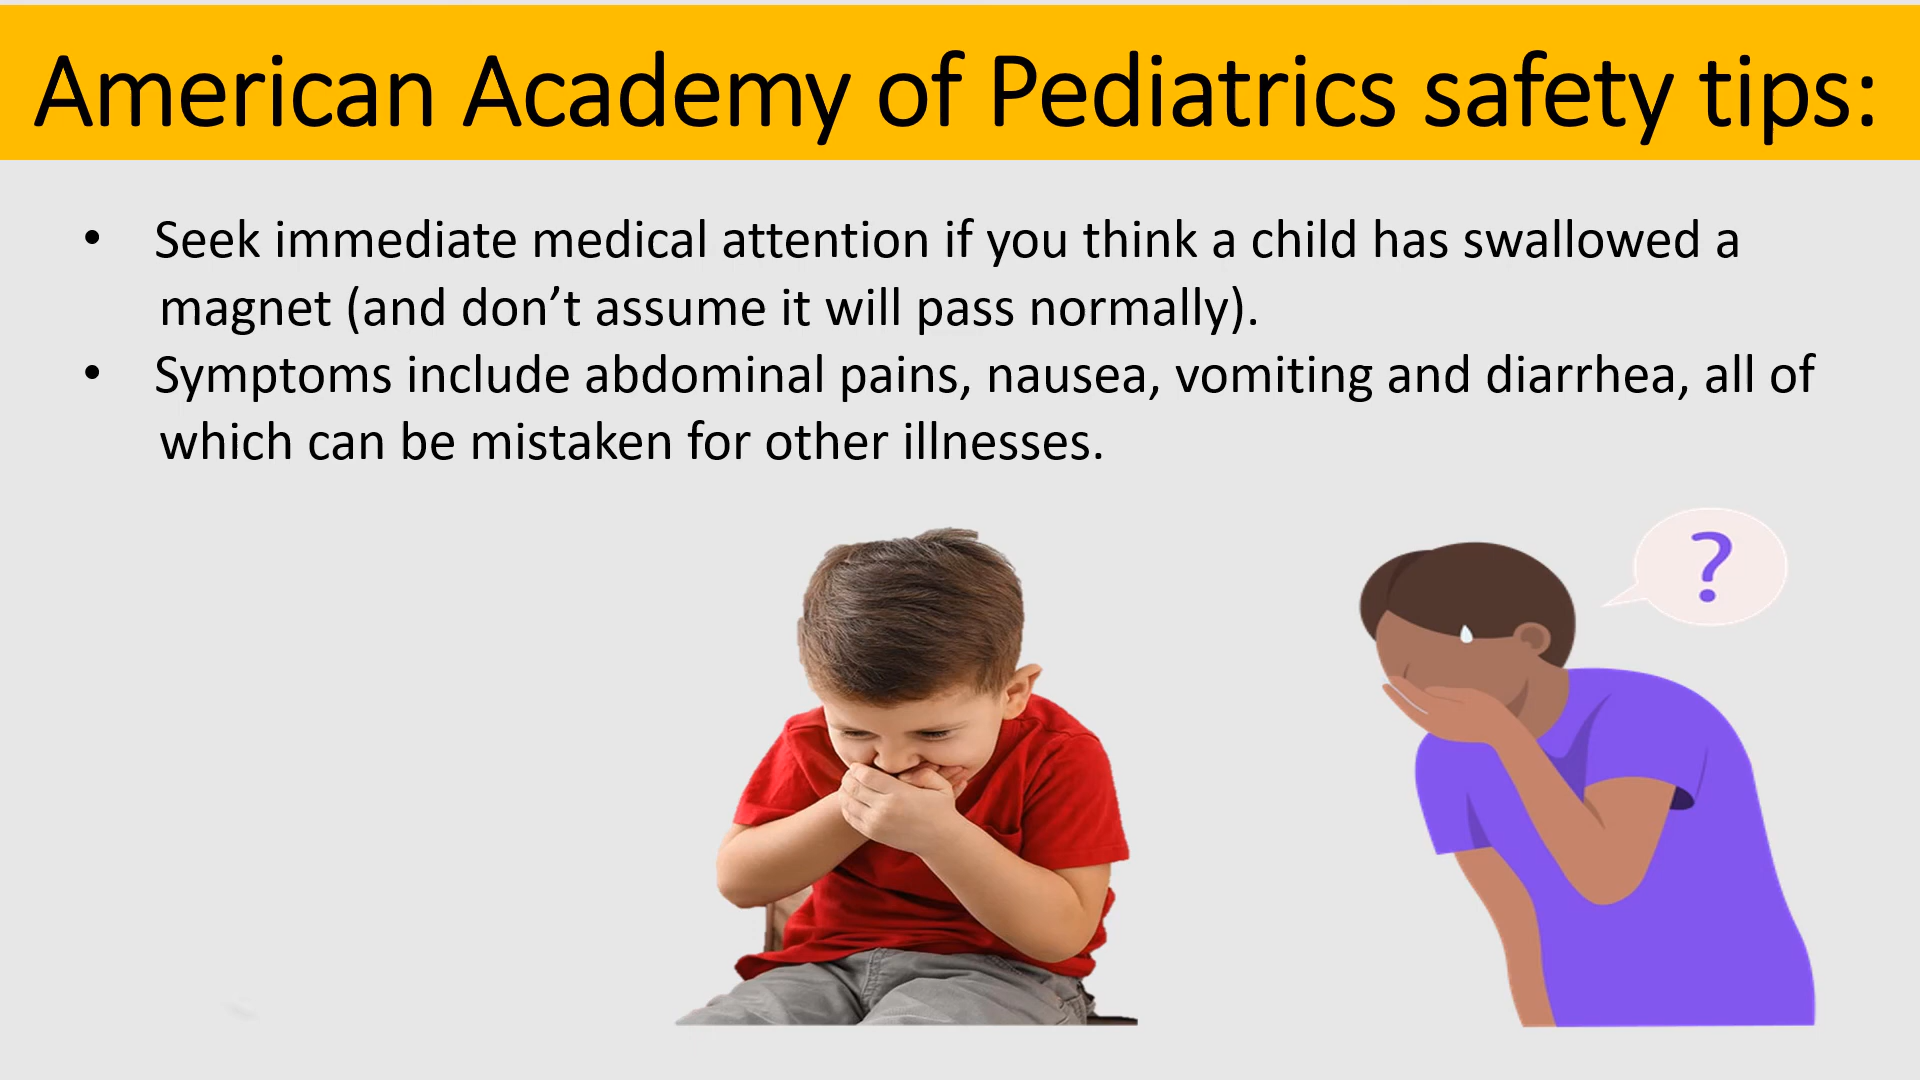 American Academy of Pediatrics safety tips:
• Seek immediate medical attention if you think a child has swallowed a
magnet (and don’t assume it will pass normally).
• Symptoms include abdominal pains, nausea, vomiting and diarrhea, all of
which can be mistaken for other illnesses.
?